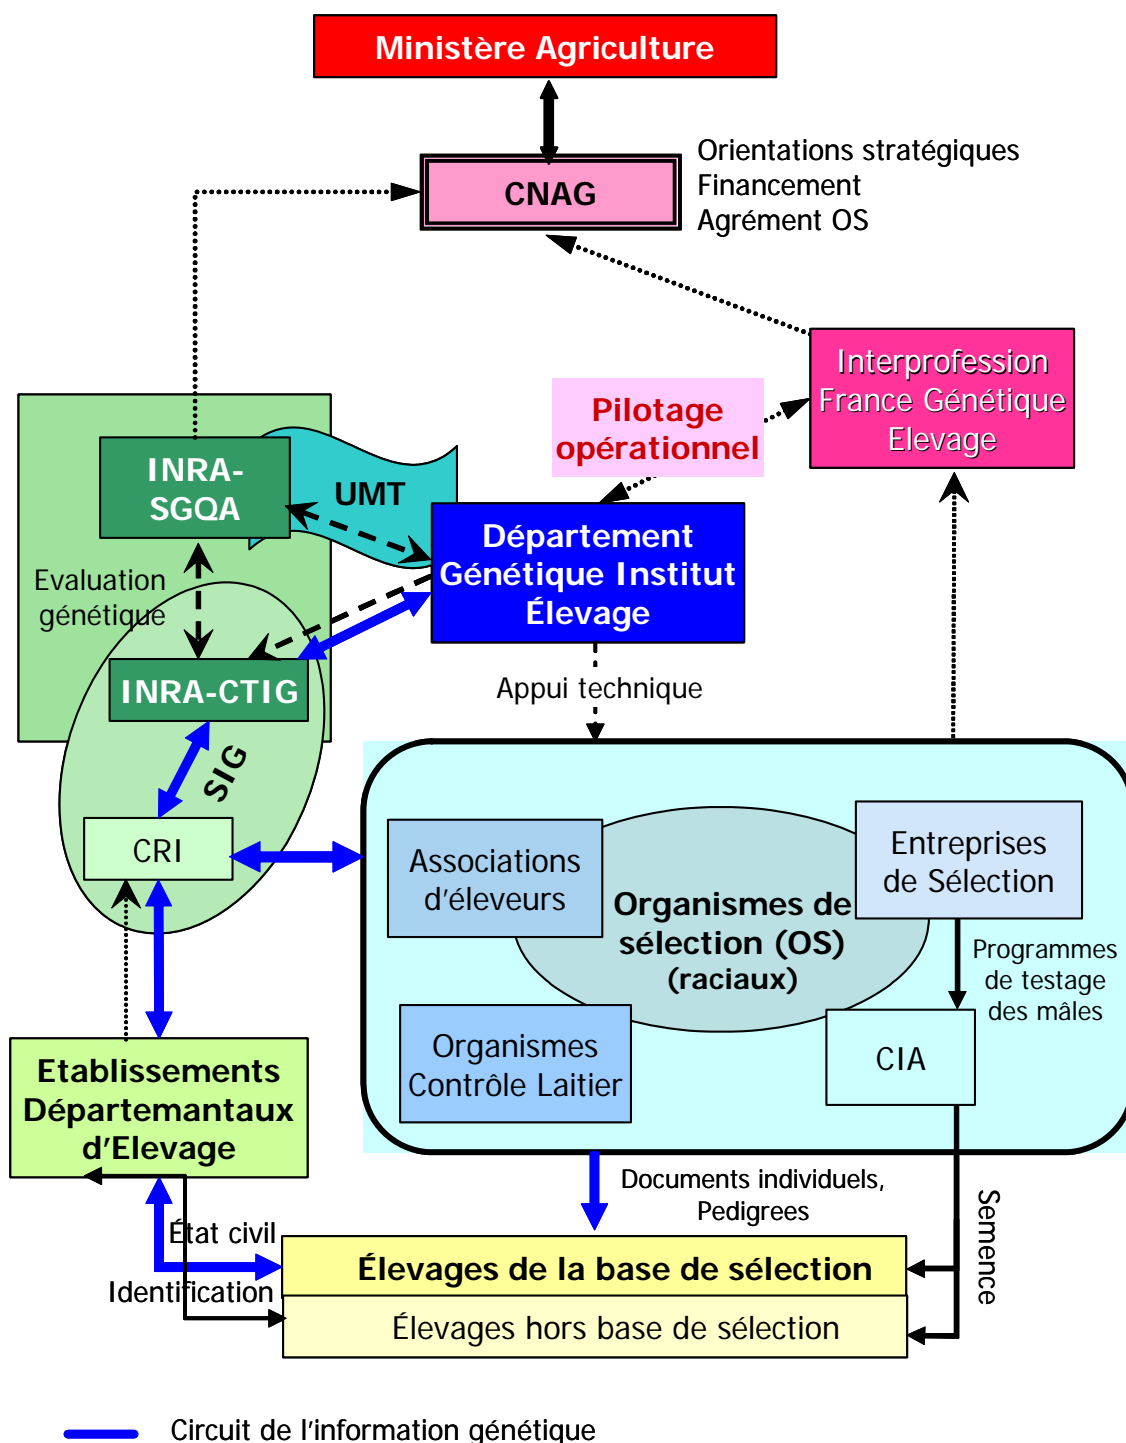 Ministère Agriculture
CNAG
Orientations stratégiques
Financement
Agrément OS
Interprofession
France Génétique
Elevage
Pilotage
opérationnel
INRA-
SGQA
UMT
Département
Génétique Institut
Élevage
Evaluation
génétique
INRA-CTIG
Appui technique
SIG
CRI
Associations
d'éleveurs
Entreprises
de Sélection
Organismes de
sélection (OS)
(raciaux)
Programmes
de testage
des mâles
Organismes
Contrôle Laitier
CIA
Etablissements
Départemantaux
d'Elevage
Documents individuels,
Pedigrees
Semence
État civil
Identification
Élevages de la base de sélection
Élevages hors base de sélection
Circuit de l'information génétique